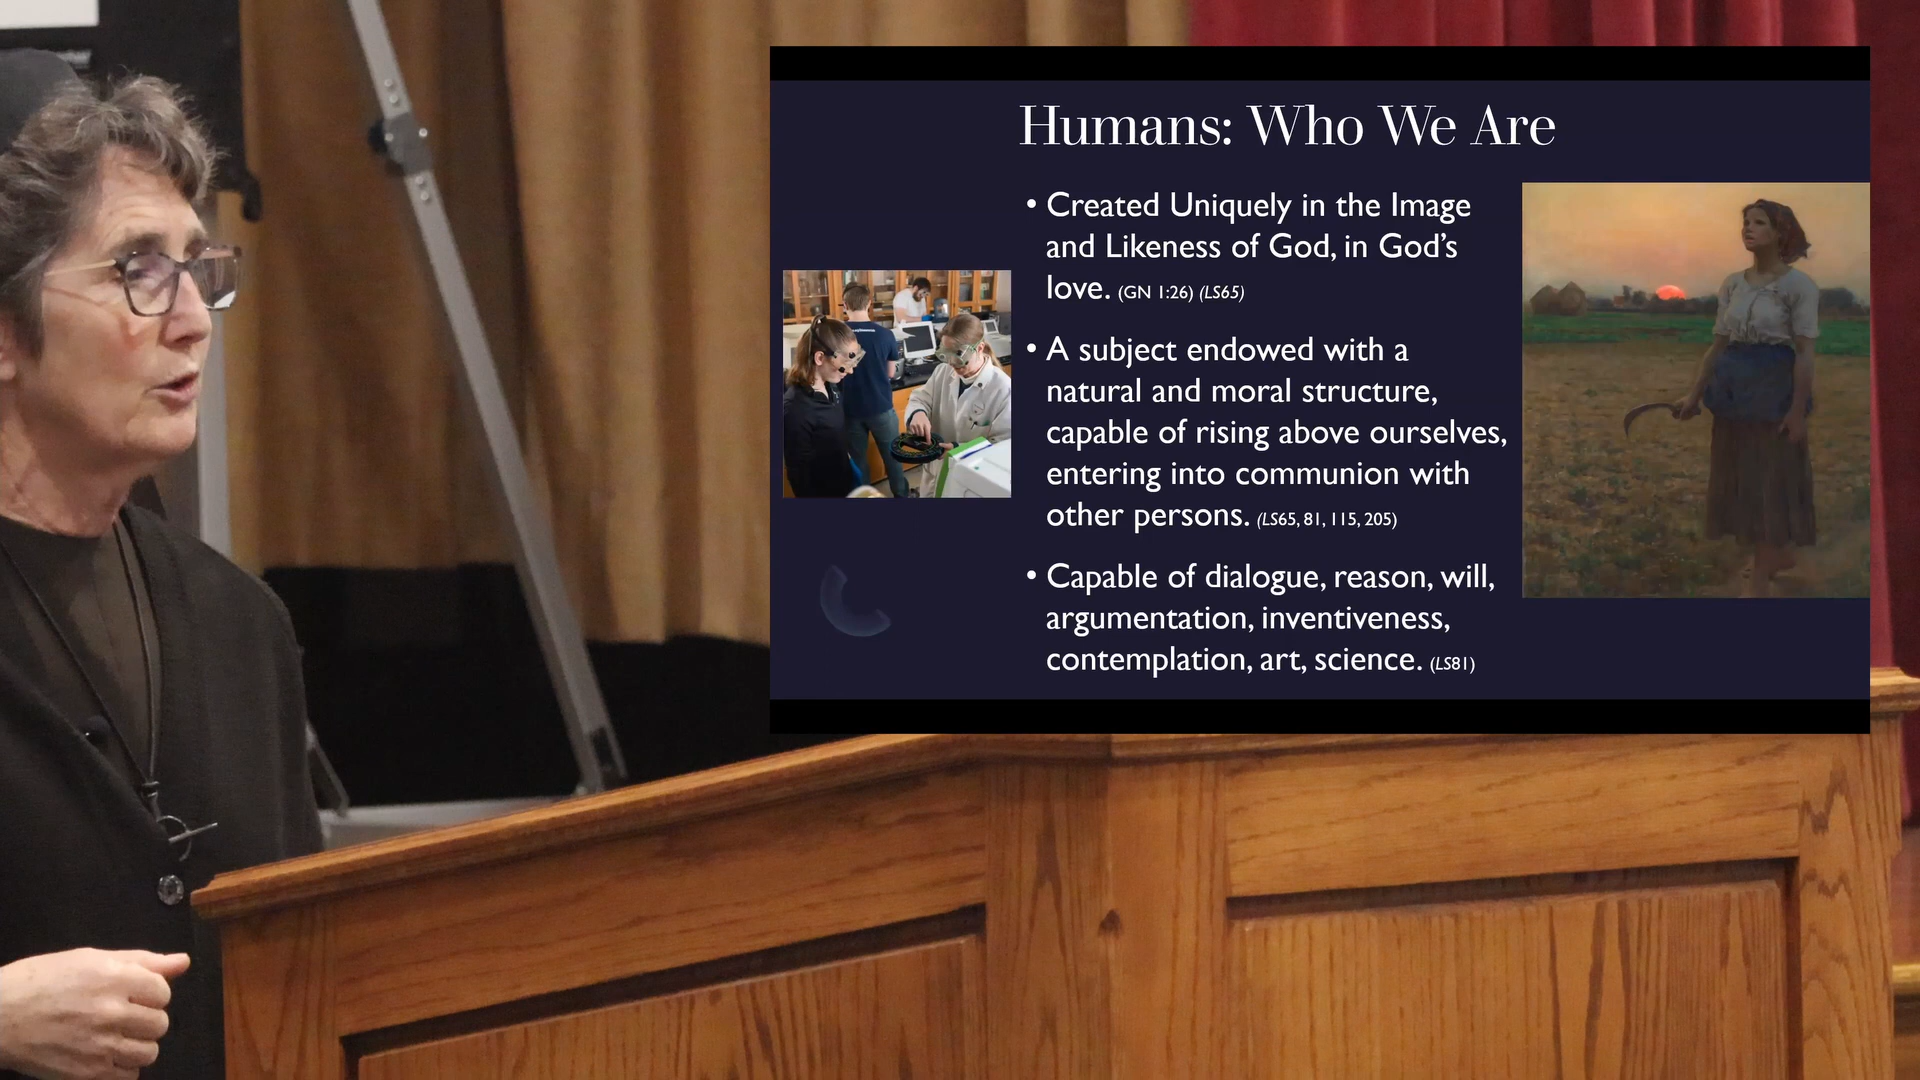 Humans: Who We Are
• Created Uniquely in the Image
and Likeness of God, in God’s
love. (GN 1:26) (LS65)
• A subject endowed with a
natural and moral structure,
capable of rising above ourselves,
entering into communion with
other persons. (LS65, 81, 115, 205)
• Capable of dialogue, reason, will,
argumentation, inventiveness,
contemplation, art, science. (LS81)